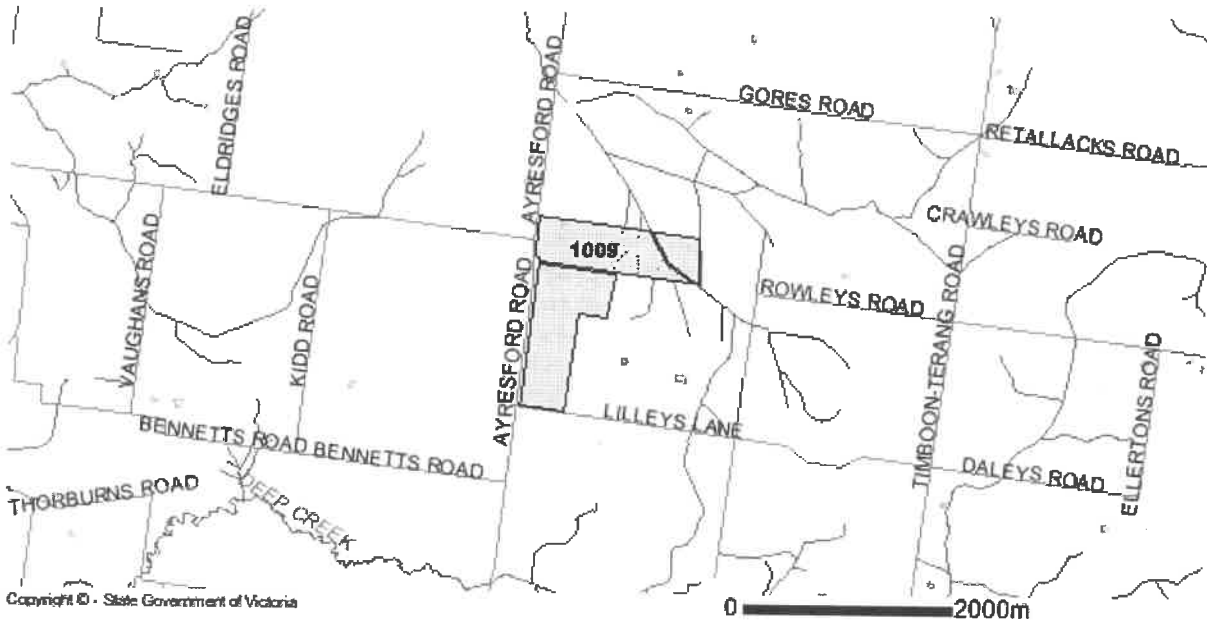 ELDRIDGES ROAD
AYRESFORD ROAD
GORES ROAD
RETALLACKS ROAD
CRAWLEYS ROAD
1009
VAUGHANS ROAD
KIDD ROAD
AYRESFORD ROAD
ROWLEYS ROAD
TIMBOON-TERANG ROAD
ELLERTONS ROAD
AYRESFORD ROAD
LILLEYS LANE
BENNETTS ROAD BENNETTS ROAD
DALEYS ROAD
THORBURNS ROAD
DEEP CREEK
Copyright © - State Government of Victoria
0 2000m